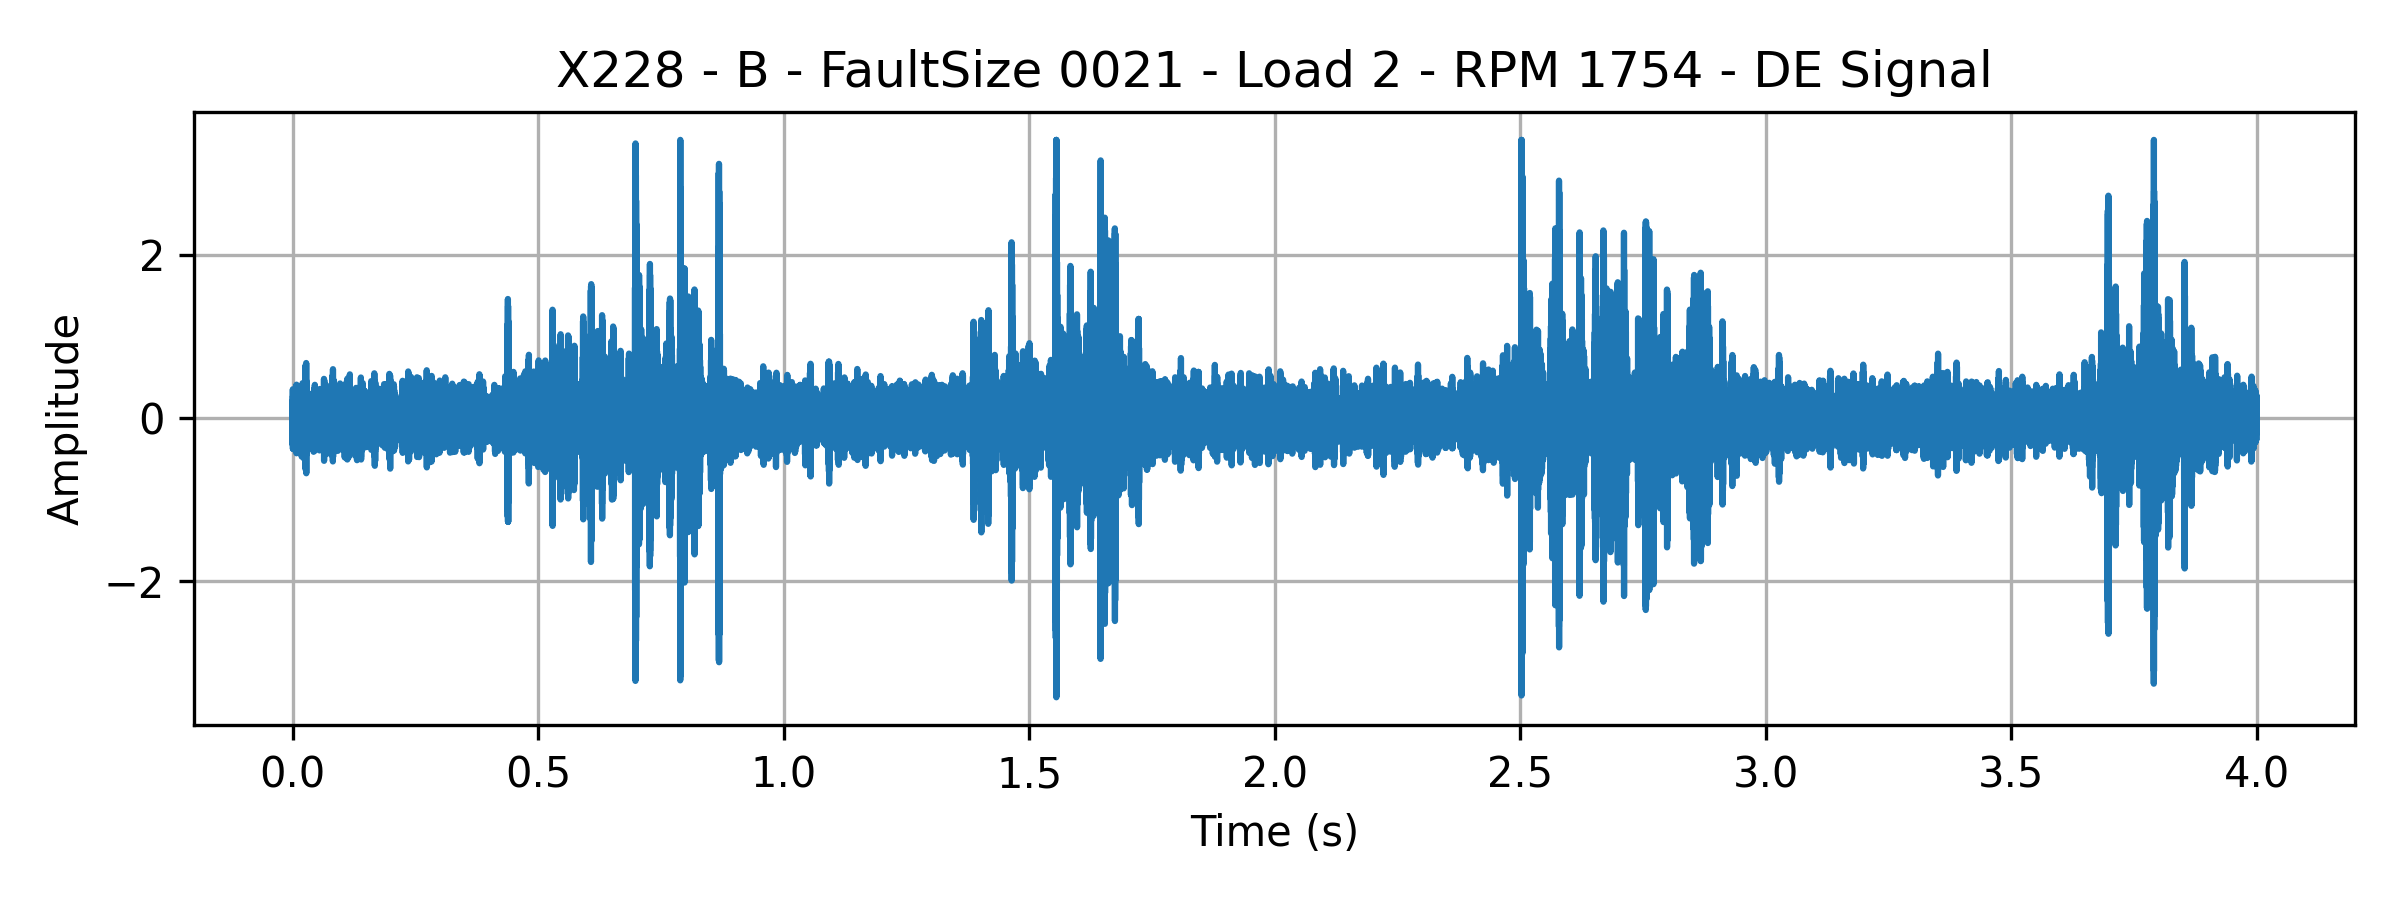 X228 - B - FaultSize 0021 - Load 2 - RPM 1754 - DE Signal
Amplitude
2
0
−2
0.0 0.5 1.0 1.5 2.0 2.5 3.0 3.5 4.0
Time (s)